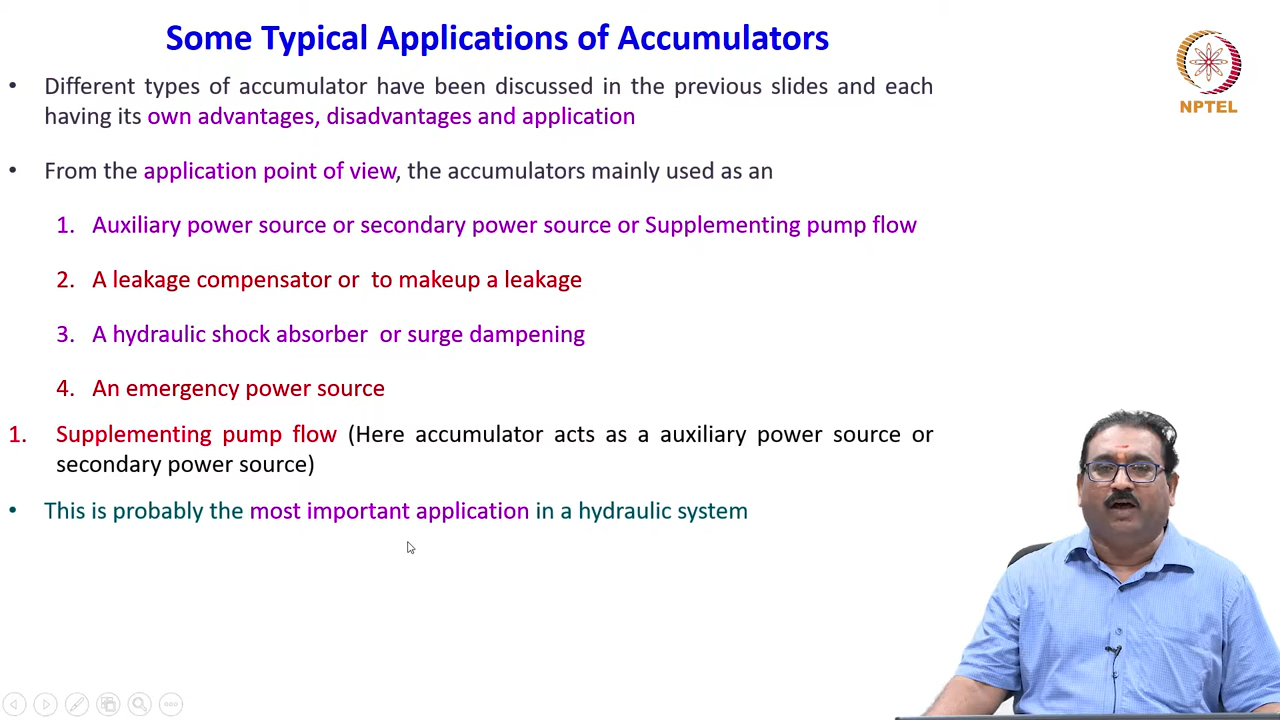 Some Typical Applications of Accumulators
NPTEL
• Different types of accumulator have been discussed in the previous slides and each
having its own advantages, disadvantages and application
• From the application point of view, the accumulators mainly used as an
1. Auxiliary power source or secondary power source or Supplementing pump flow
2. A leakage compensator or to makeup a leakage
3. A hydraulic shock absorber or surge dampening
4. An emergency power source
1. Supplementing pump flow (Here accumulator acts as a auxiliary power source or
secondary power source)
• This is probably the most important application in a hydraulic system